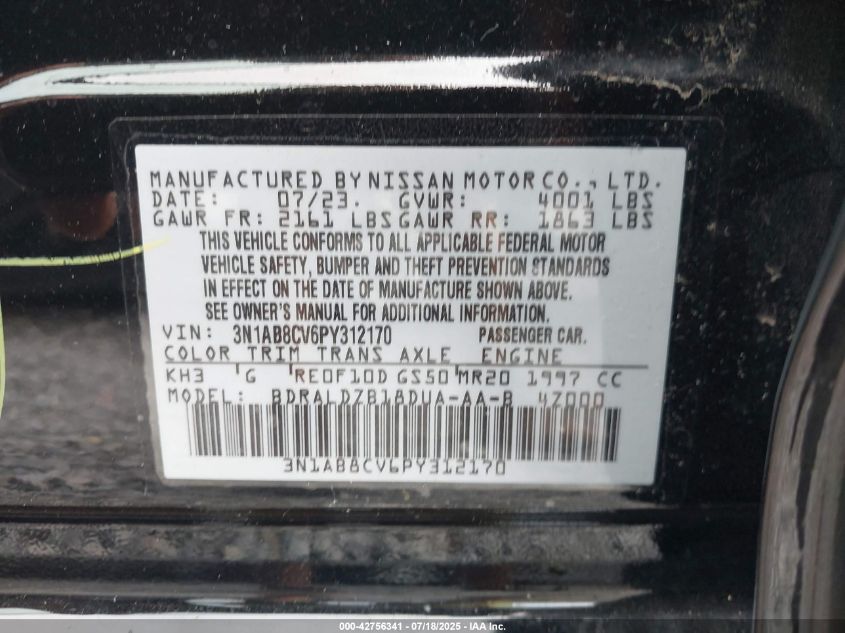 MANUFACTURED BY NISSAN MOTOR CO., LTD.
DATE: 07/23. GVWR: 4001 LBS
GAWR FR: 2161 LBS GAWR RR: 1863 LBS
THIS VEHICLE CONFORMS TO ALL APPLICABLE FEDERAL MOTOR
VEHICLE SAFETY, BUMPER AND THEFT PREVENTION STANDARDS
IN EFFECT ON THE DATE OF MANUFACTURE SHOWN ABOVE.
SEE OWNER'S MANUAL FOR ADDITIONAL INFORMATION.
VIN: 3N1AB8CV6PY312170 PASSENGER CAR.
COLOR TRIM TRANS AXLE ENGINE
KH3 G RE0F10D GS50 MR20 1997 CC
MODEL: BDRALDZB18DUA-AA-B 4Z000
3N1AB8CV6PY312170
000-42756341 - 07/18/2025 - IAA Inc.